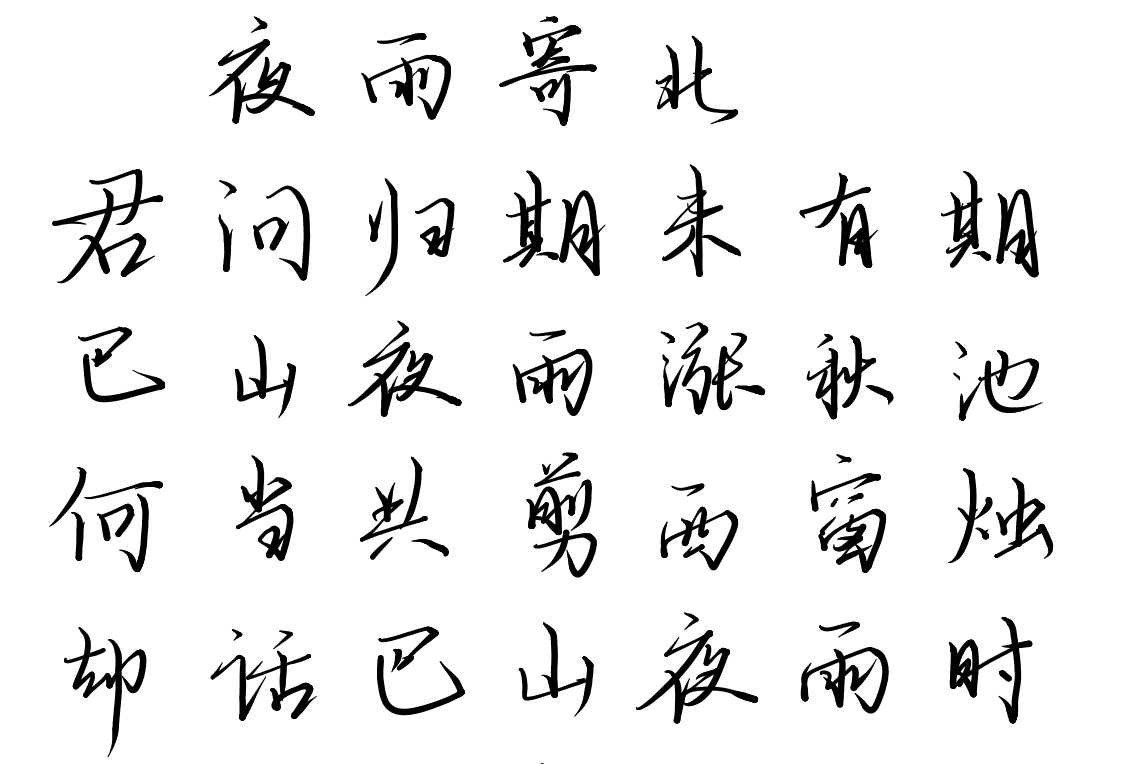 夜雨寄北
君问归期未有期
巴山夜雨涨秋池
何当共剪西窗烛
却话巴山夜雨时